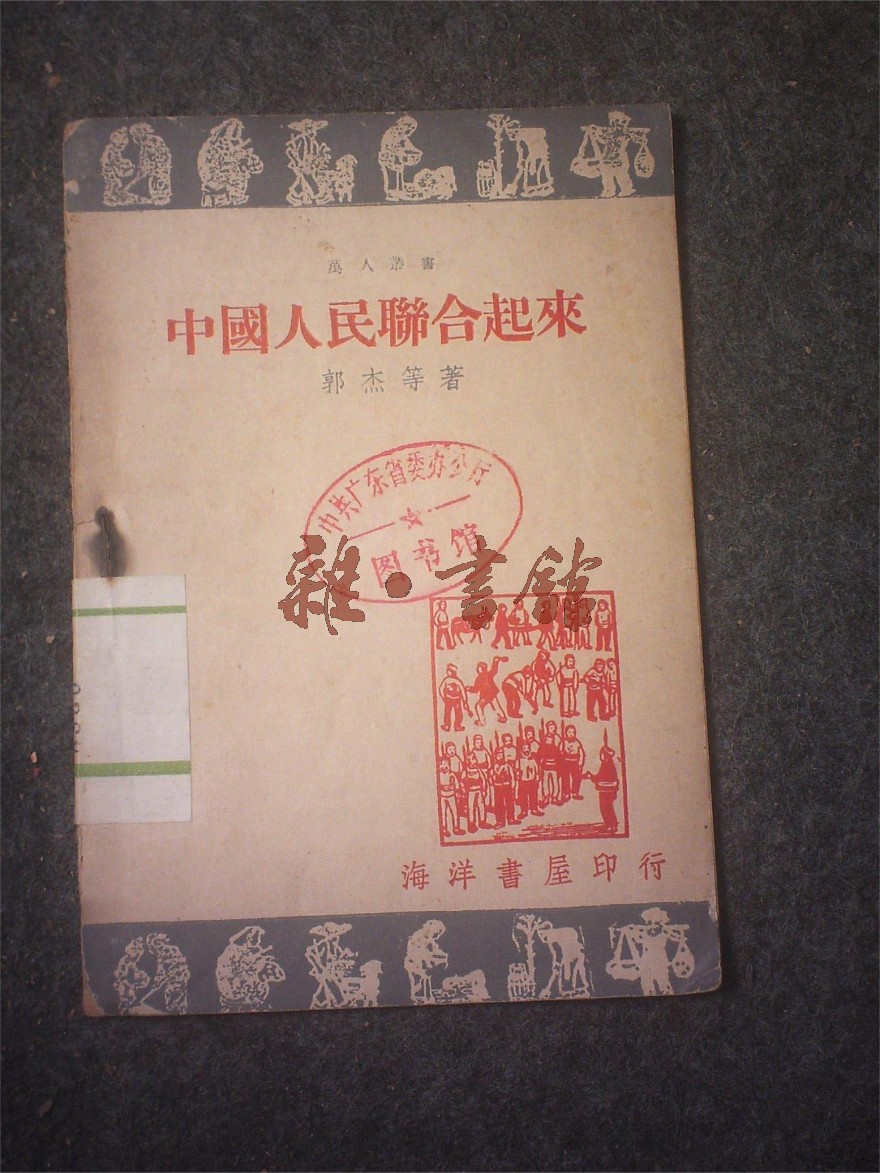 萬人叢書
中國人民聯合起來
郭杰等著
中共广东省委办公厅
图书馆
雜·書館
海洋書屋印行